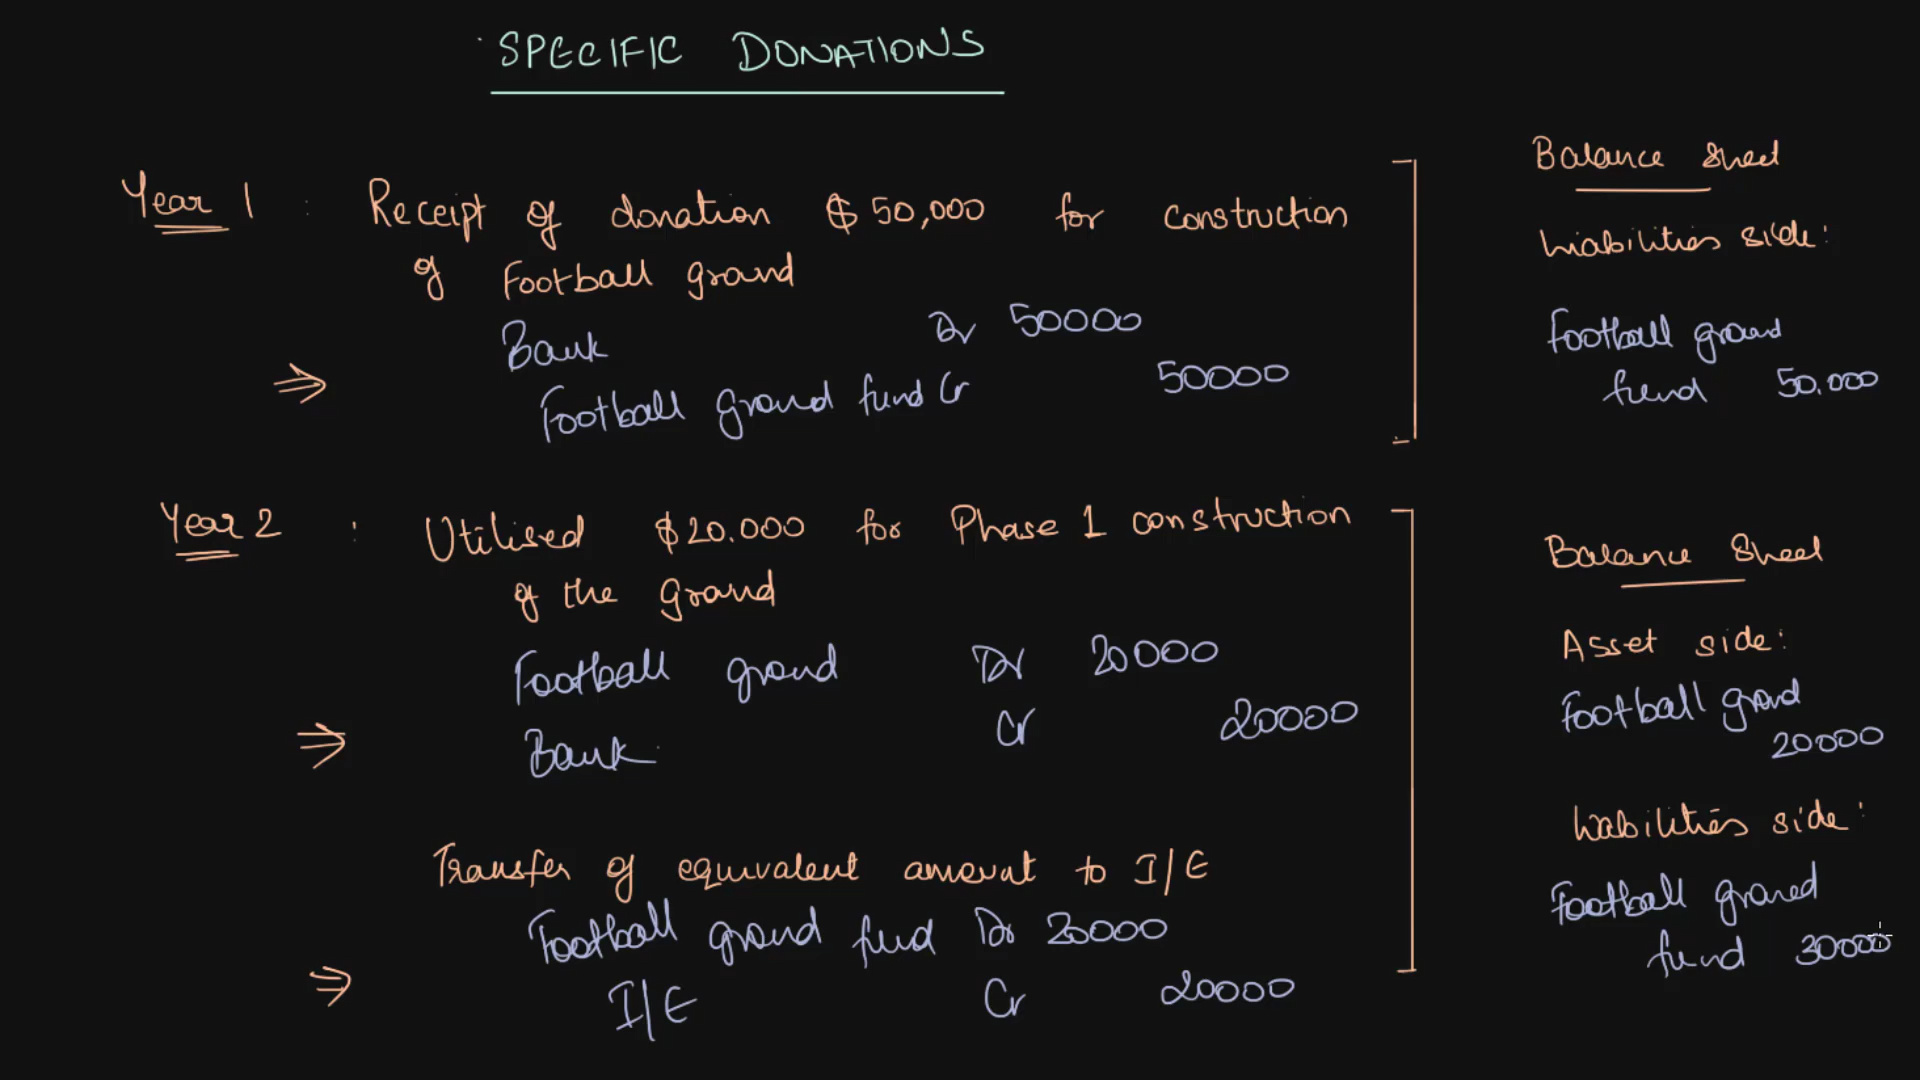 SPECIFIC DONATIONS
Year 1 : Receipt of donation $50,000 for construction
of Football ground
Bank Dr 50000
Football ground fund Cr 50000
Balance sheet
Liabilities side:
Football ground
fund 50.000
Year 2 : Utilised $20.000 for Phase 1 construction
of the ground
Football ground Dr 20000
Bank Cr 20000
Transfer of equivalent amount to I/E
Football ground fund Dr 20000
I/E Cr 20000
Balance Sheet
Asset side:
Football ground
20000
Liabilities side:
Football ground
fund 30000